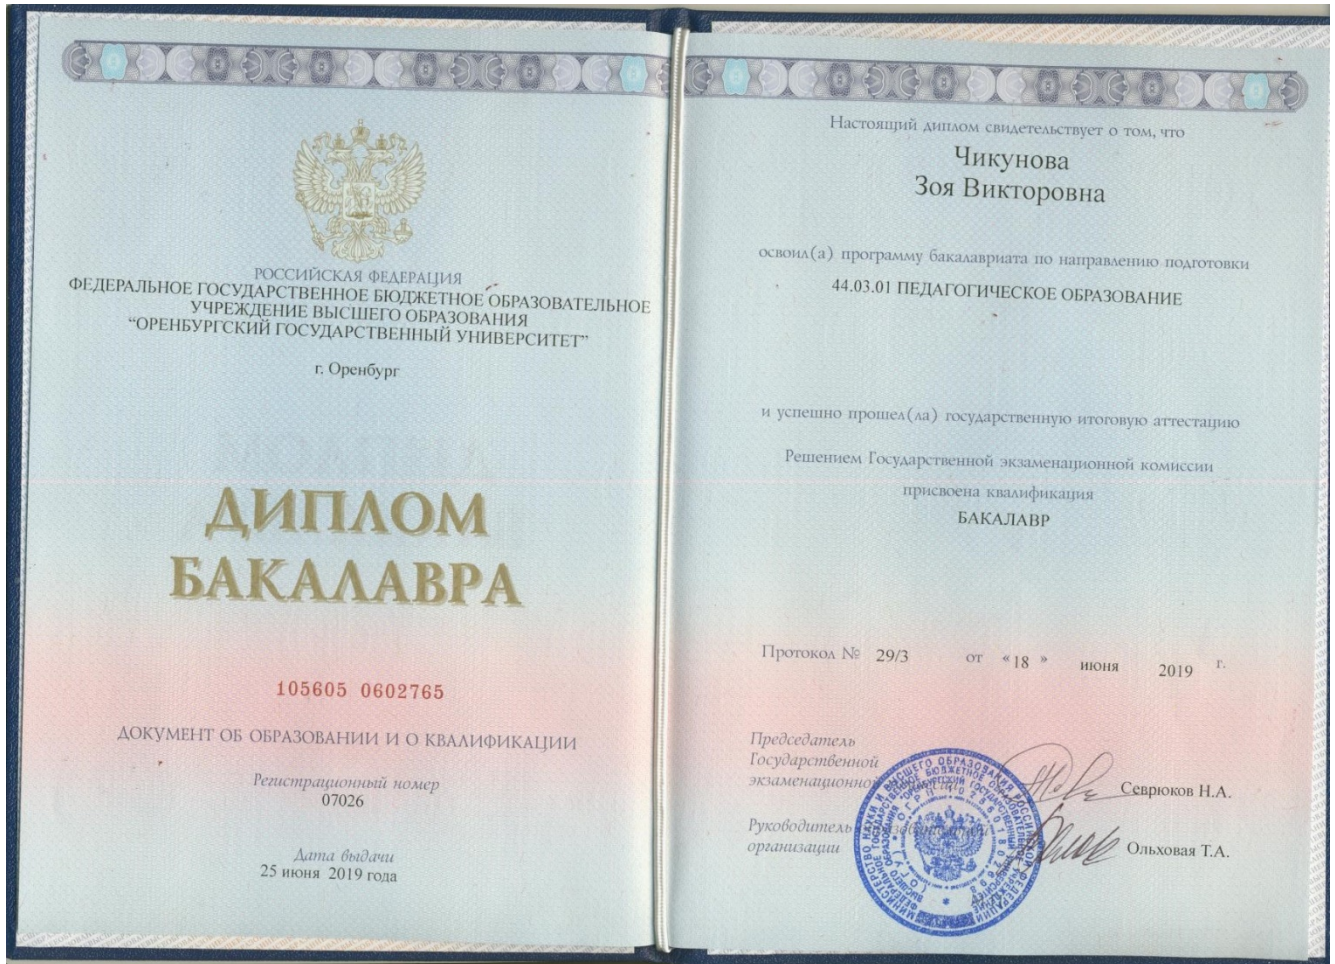 РОССИЙСКАЯ ФЕДЕРАЦИЯ
ФЕДЕРАЛЬНОЕ ГОСУДАРСТВЕННОЕ БЮДЖЕТНОЕ ОБРАЗОВАТЕЛЬНОЕ
УЧРЕЖДЕНИЕ ВЫСШЕГО ОБРАЗОВАНИЯ
“ОРЕНБУРГСКИЙ ГОСУДАРСТВЕННЫЙ УНИВЕРСИТЕТ”
г. Оренбург
ДИПЛОМ
БАКАЛАВРА
105605 0602765
ДОКУМЕНТ ОБ ОБРАЗОВАНИИ И О КВАЛИФИКАЦИИ
Регистрационный номер
07026
Дата выдачи
25 июня 2019 года
Настоящий диплом свидетельствует о том, что
Чикунова
Зоя Викторовна
освоил(а) программу бакалавриата по направлению подготовки
44.03.01 ПЕДАГОГИЧЕСКОЕ ОБРАЗОВАНИЕ
и успешно прошел(ла) государственную итоговую аттестацию
Решением Государственной экзаменационной комиссии
присвоена квалификация
БАКАЛАВР
Протокол № 29/3 от «18 » июня 2019 г.
Председатель
Государственной
экзаменационной Севрюков Н.А.
Руководитель
организации Ольховая Т.А.